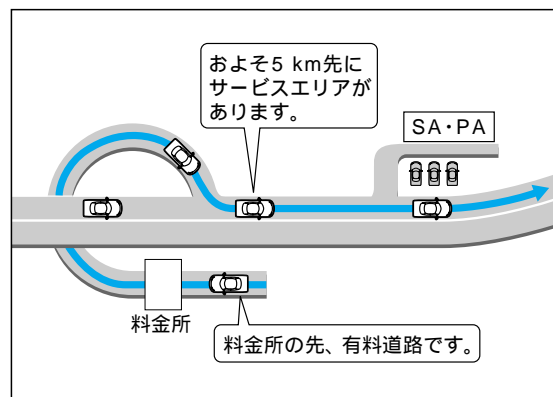 およそ5 km先に
サービスエリアが
あります。
SA・PA
料金所
料金所の先、有料道路です。